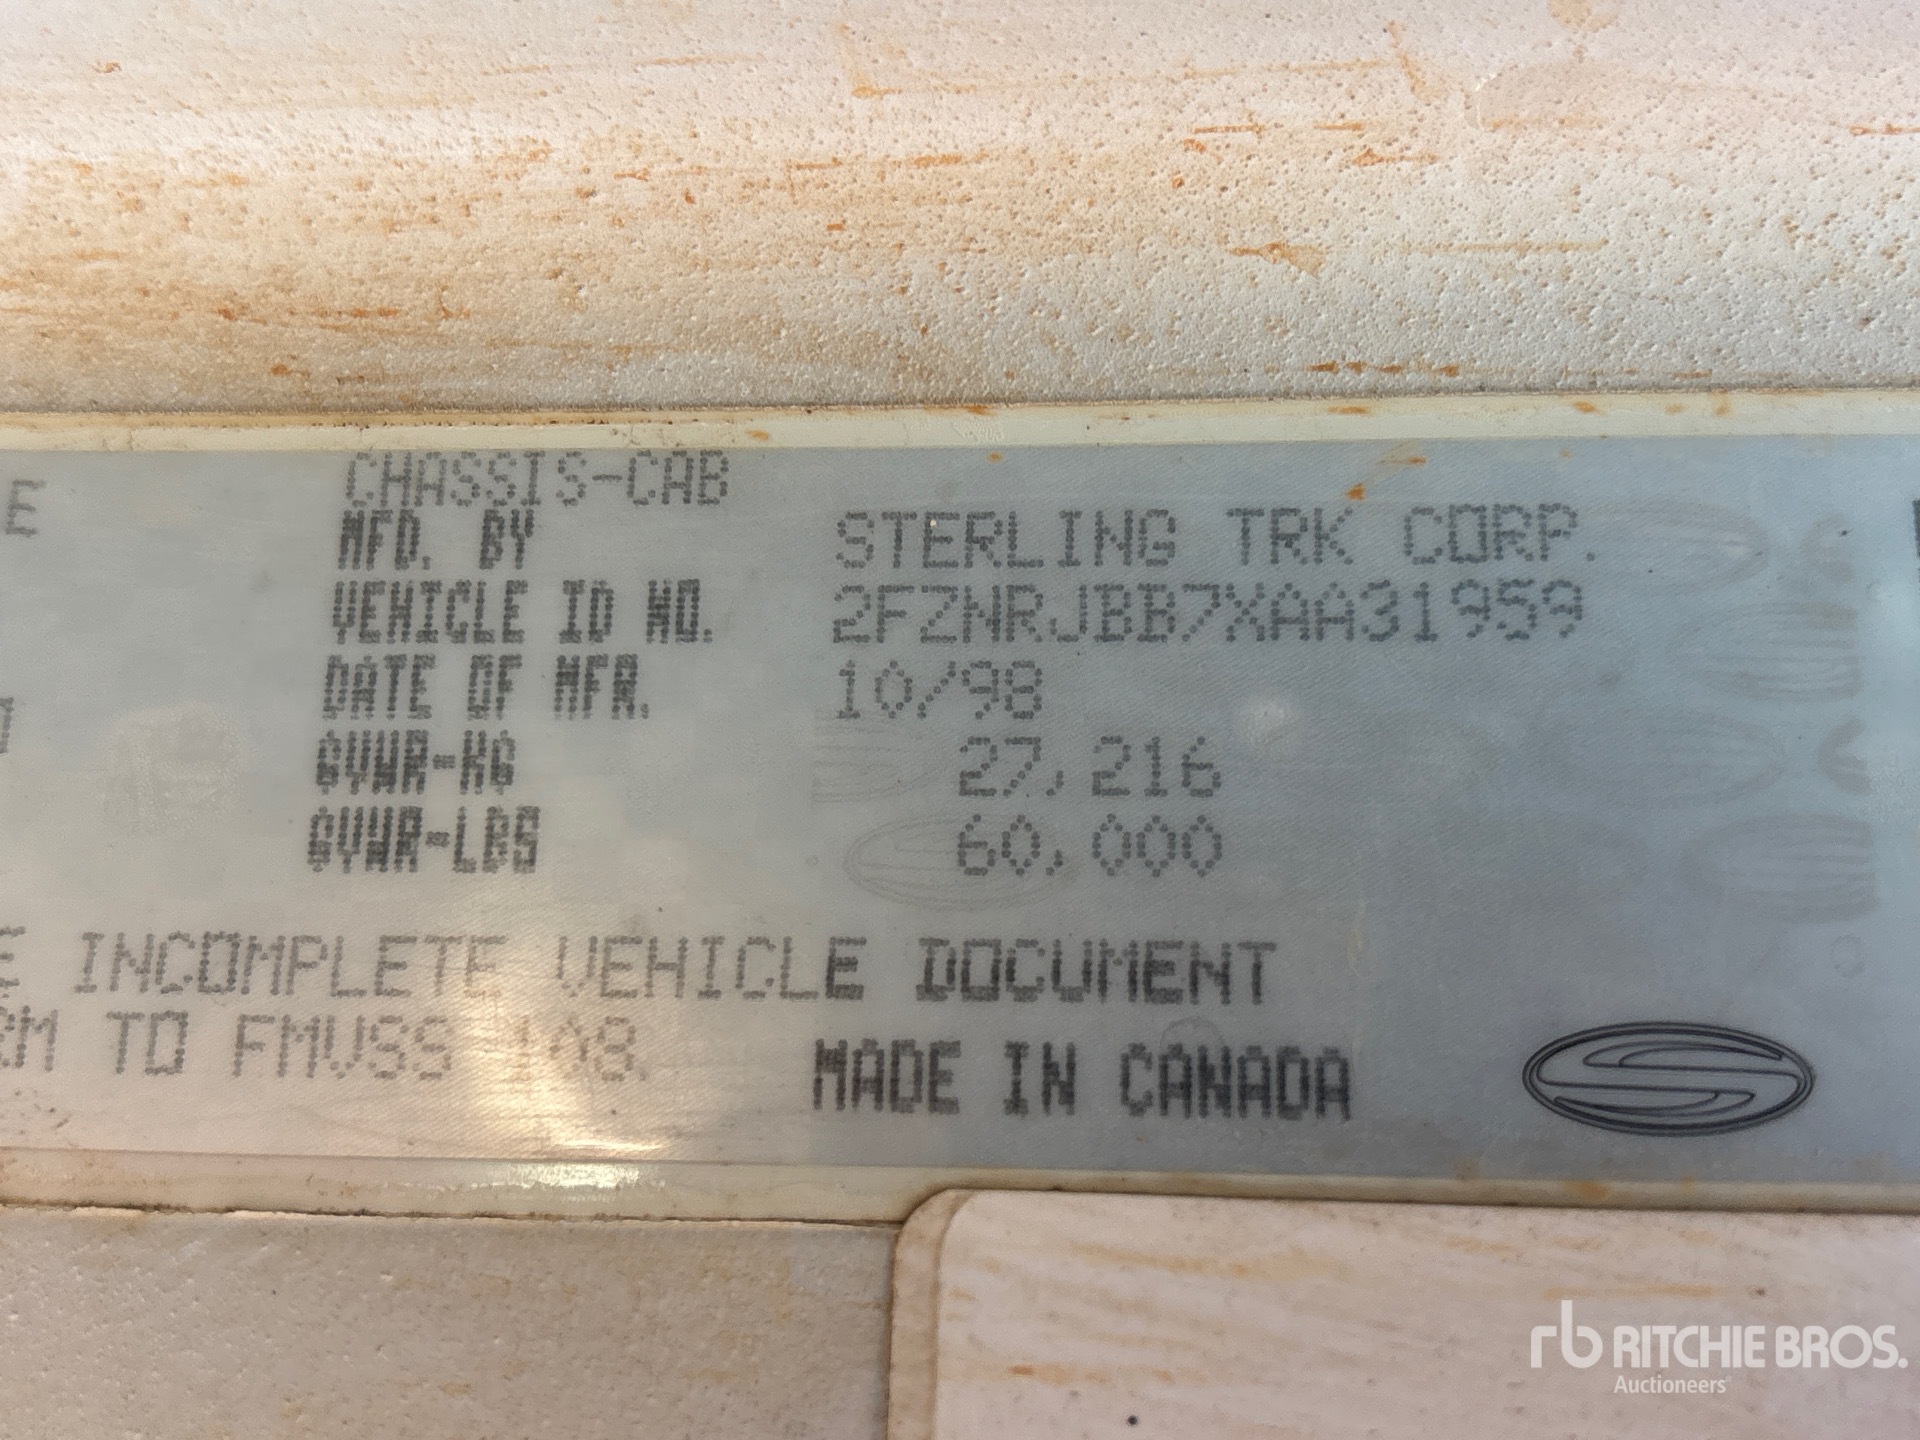 CHASSIS-CAB
MFD. BY STERLING TRK CORP.
VEHICLE ID NO. 2FZNRJBB7XAA31959
DATE OF MFR. 10/98
GVWR-KG 27,216
GVWR-LBS 60,000
INCOMPLETE VEHICLE DOCUMENT
TO FMVSS 108
MADE IN CANADA
rb RITCHIE BROS.
Auctioneers